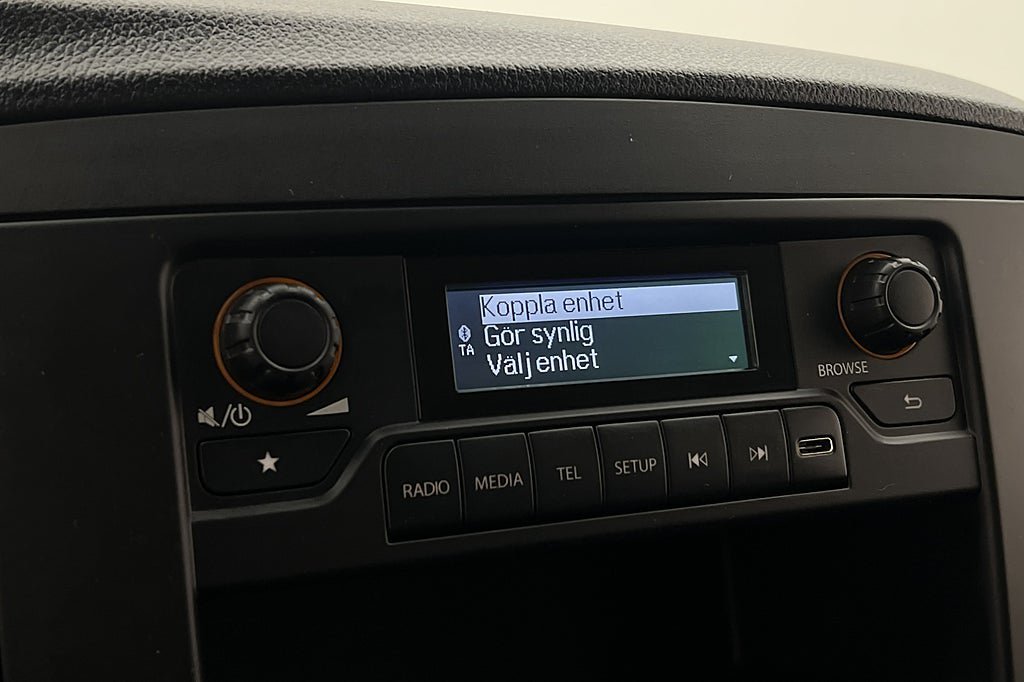 Koppla enhet
Gör synlig
TA
Välj enhet
BROWSE
RADIO
MEDIA
TEL
SETUP